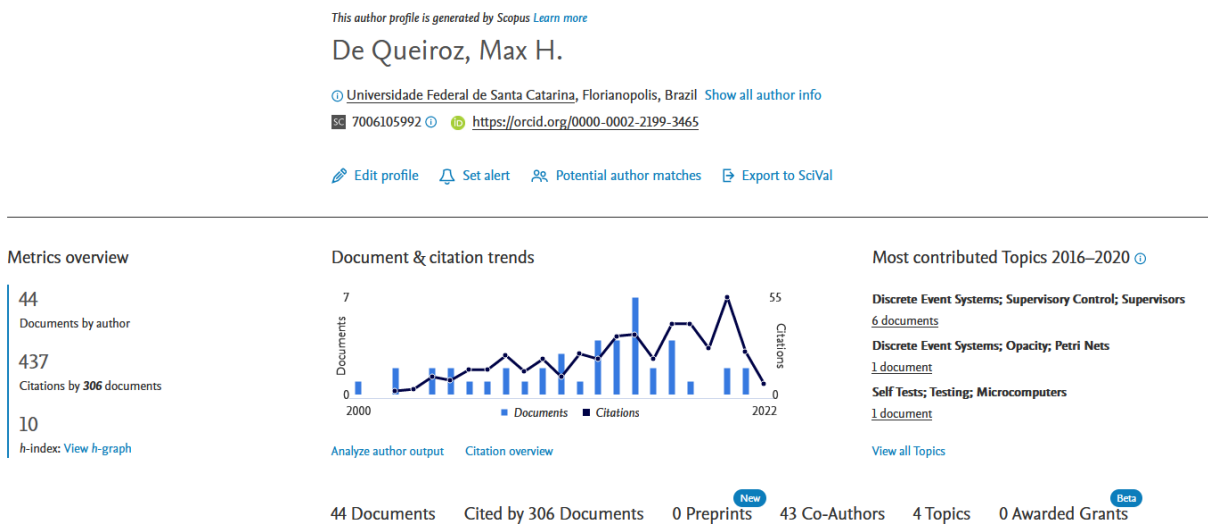 This author profile is generated by Scopus Learn more
De Queiroz, Max H.
Universidade Federal de Santa Catarina, Florianopolis, Brazil Show all author info
SC 7006105992 iD https://orcid.org/0000-0002-2199-3465
Edit profile Set alert Potential author matches Export to SciVal
Metrics overview
44
Documents by author
437
Citations by 306 documents
10
h-index: View h-graph
Document & citation trends
7
55
Documents
Citations
0
0
2000
2022
Documents Citations
Analyze author output Citation overview
Most contributed Topics 2016–2020
Discrete Event Systems; Supervisory Control; Supervisors
6 documents
Discrete Event Systems; Opacity; Petri Nets
1 document
Self Tests; Testing; Microcomputers
1 document
View all Topics
New
Beta
44 Documents Cited by 306 Documents 0 Preprints 43 Co-Authors 4 Topics 0 Awarded Grants